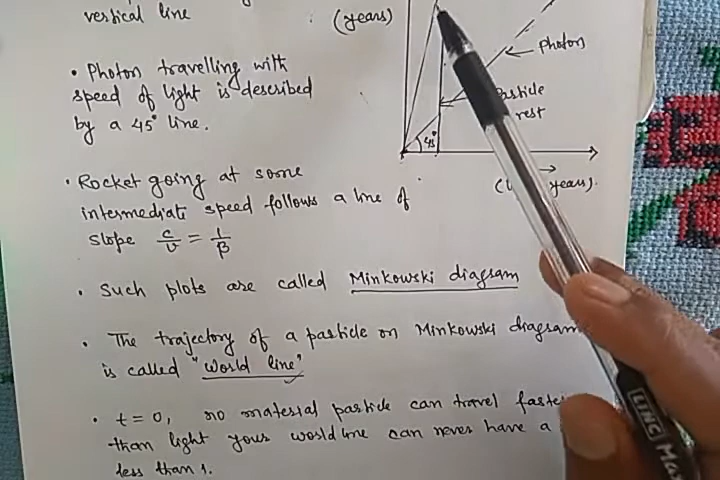 vertical line
(years)
• Photon travelling with
speed of light is described
by a 45° line.
Photon
rest
45°
years).
• Rocket going at some
intermediate speed follows a line of
slope c/v = 1/β
• Such plots are called Minkowski diagram
• The trajectory of a particle on Minkowski diagram
is called "World line"
• t = 0, no material particle can travel faster
than light your worldline can never have a
less than 1.
LINC